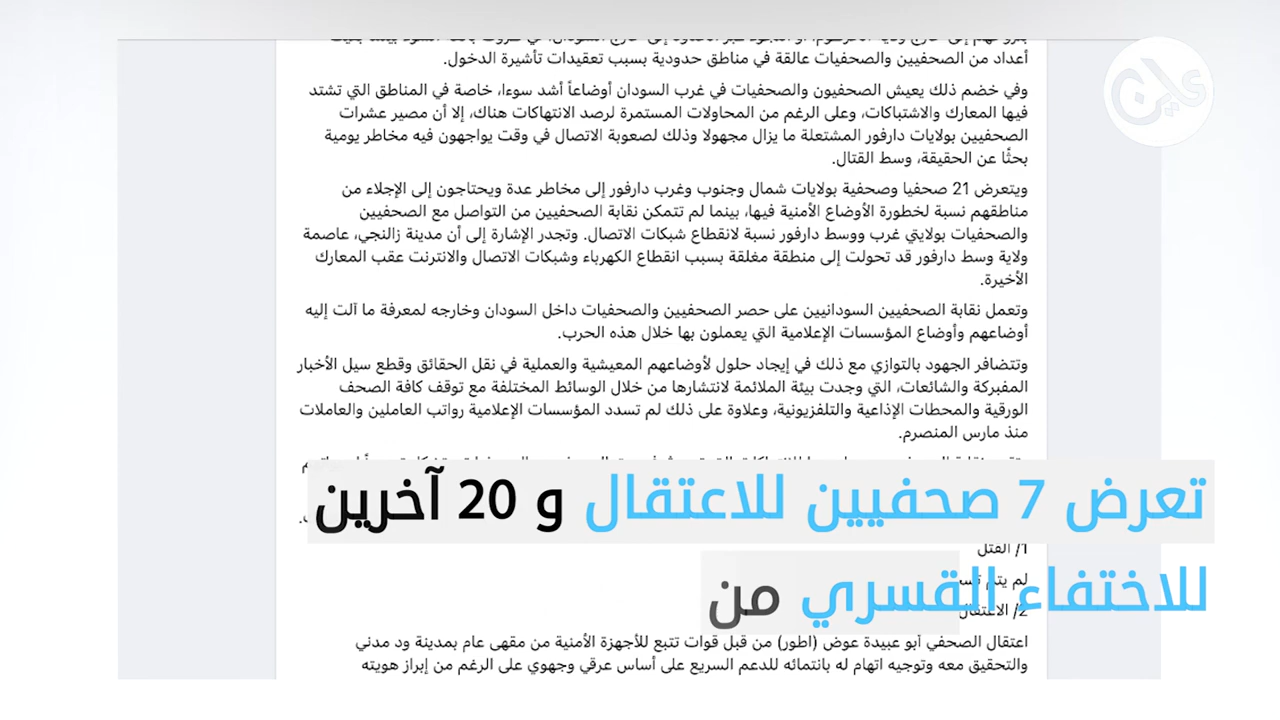 أعداد من الصحفيين والصحفيات عالقة في مناطق حدودية بسبب تعقيدات تأشيرة الدخول.
وفي خضم ذلك يعيش الصحفيون والصحفيات في غرب السودان أوضاعاً أشد سوءا، خاصة في المناطق التي تشتد
فيها المعارك والاشتباكات، وعلى الرغم من المحاولات المستمرة لرصد الانتهاكات هناك، إلا أن مصير عشرات
الصحفيين بولايات دارفور المشتعلة ما يزال مجهولا وذلك لصعوبة الاتصال في وقت يواجهون فيه مخاطر يومية
بحثًا عن الحقيقة، وسط القتال.
ويتعرض 21 صحفيا وصحفية بولايات شمال وجنوب وغرب دارفور إلى مخاطر عدة ويحتاجون إلى الإجلاء من
مناطقهم نسبة لخطورة الأوضاع الأمنية فيها، بينما لم تتمكن نقابة الصحفيين من التواصل مع الصحفيين
والصحفيات بولايتي غرب ووسط دارفور نسبة لانقطاع شبكات الاتصال. وتجدر الإشارة إلى أن مدينة زالنجي، عاصمة
ولاية وسط دارفور قد تحولت إلى منطقة مغلقة بسبب انقطاع الكهرباء وشبكات الاتصال والانترنت عقب المعارك
الأخيرة.
وتعمل نقابة الصحفيين السودانيين على حصر الصحفيين والصحفيات داخل السودان وخارجه لمعرفة ما آلت إليه
أوضاعهم وأوضاع المؤسسات الإعلامية التي يعملون بها خلال هذه الحرب.
وتتضافر الجهود بالتوازي مع ذلك في إيجاد حلول لأوضاعهم المعيشية والعملية في نقل الحقائق وقطع سيل الأخبار
المفبركة والشائعات، التي وجدت بيئة الملائمة لانتشارها من خلال الوسائط المختلفة مع توقف كافة الصحف
الورقية والمحطات الإذاعية والتلفزيونية، وعلاوة على ذلك لم تسدد المؤسسات الإعلامية رواتب العاملين والعاملات
منذ مارس المنصرم.
تعرض 7 صحفيين للاعتقال و 20 آخرين
1/ القتل
للاختفاء القسري من
لم يتم
2/ الاعتقال
اعتقال الصحفي أبو عبيدة عوض (اطور) من قبل قوات تتبع للأجهزة الأمنية من مقهى عام بمدينة ود مدني
والتحقيق معه وتوجيه اتهام له بانتمائه للدعم السريع على أساس عرقي وجهوي على الرغم من إبراز هويته